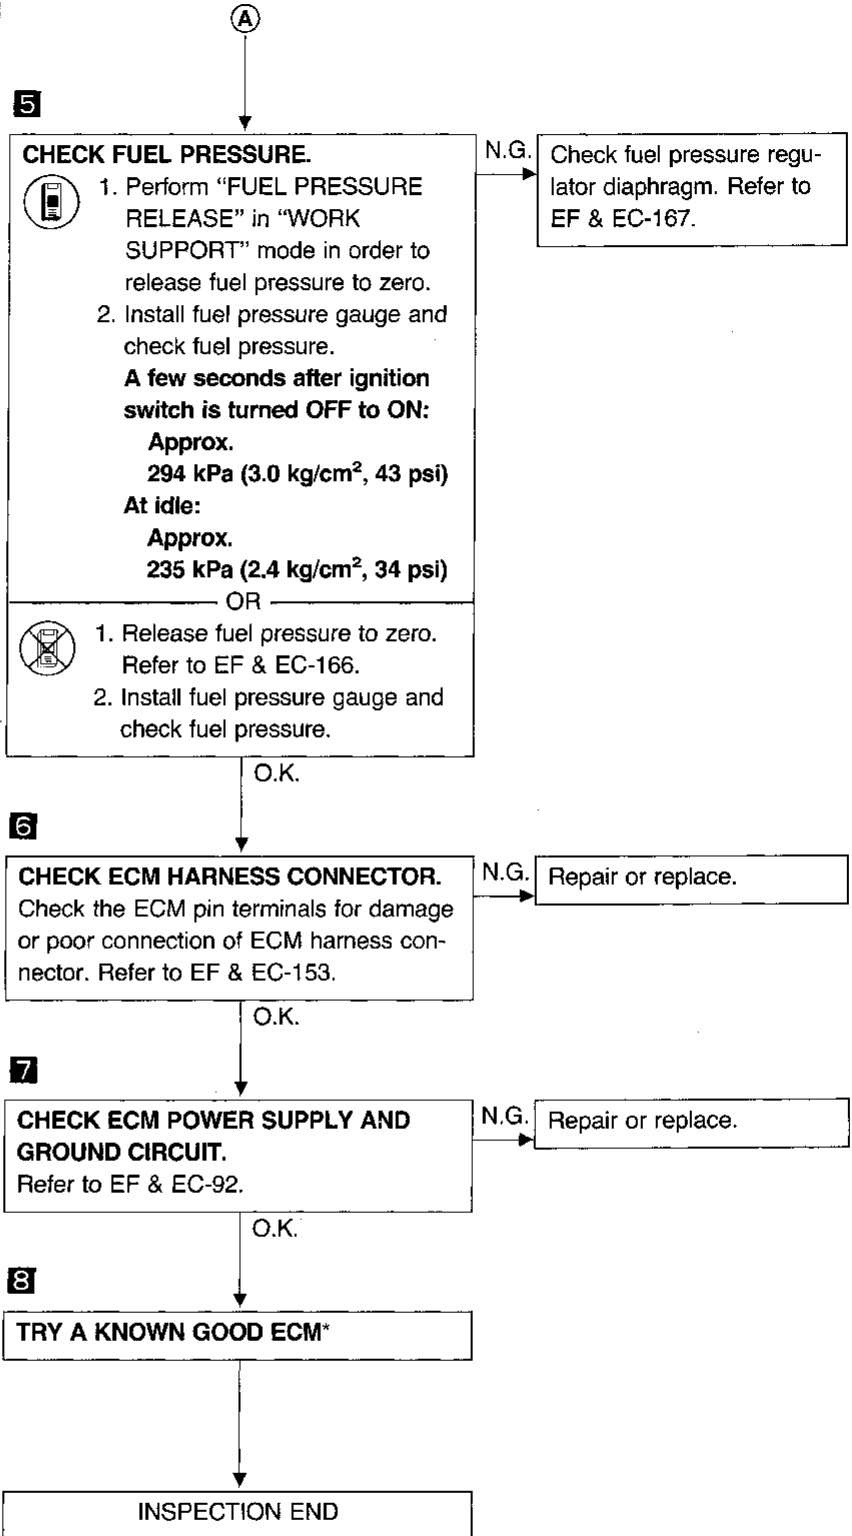 A
5
CHECK FUEL PRESSURE.
1. Perform “FUEL PRESSURE
RELEASE” in “WORK
SUPPORT” mode in order to
release fuel pressure to zero.
2. Install fuel pressure gauge and
check fuel pressure.
A few seconds after ignition
switch is turned OFF to ON:
Approx.
294 kPa (3.0 kg/cm², 43 psi)
At idle:
Approx.
235 kPa (2.4 kg/cm², 34 psi)
OR
1. Release fuel pressure to zero.
Refer to EF & EC-166.
2. Install fuel pressure gauge and
check fuel pressure.
N.G.
Check fuel pressure regu-
lator diaphragm. Refer to
EF & EC-167.
O.K.
6
CHECK ECM HARNESS CONNECTOR.
Check the ECM pin terminals for damage
or poor connection of ECM harness con-
nector. Refer to EF & EC-153.
N.G.
Repair or replace.
O.K.
7
CHECK ECM POWER SUPPLY AND
GROUND CIRCUIT.
Refer to EF & EC-92.
N.G.
Repair or replace.
O.K.
8
TRY A KNOWN GOOD ECM*
INSPECTION END